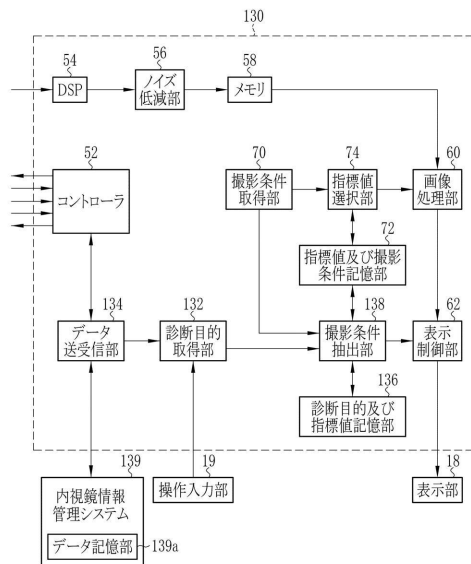 130
54
DSP
56
ノイズ
低減部
58
メモリ
52
コントローラ
70
撮影条件
取得部
74
指標値
選択部
60
画像
処理部
72
指標値及び撮影
条件記憶部
134
データ
送受信部
132
診断目的
取得部
138
撮影条件
抽出部
62
表示
制御部
136
診断目的及び
指標値記憶部
139
内視鏡情報
管理システム
データ記憶部
139a
19
操作入力部
18
表示部